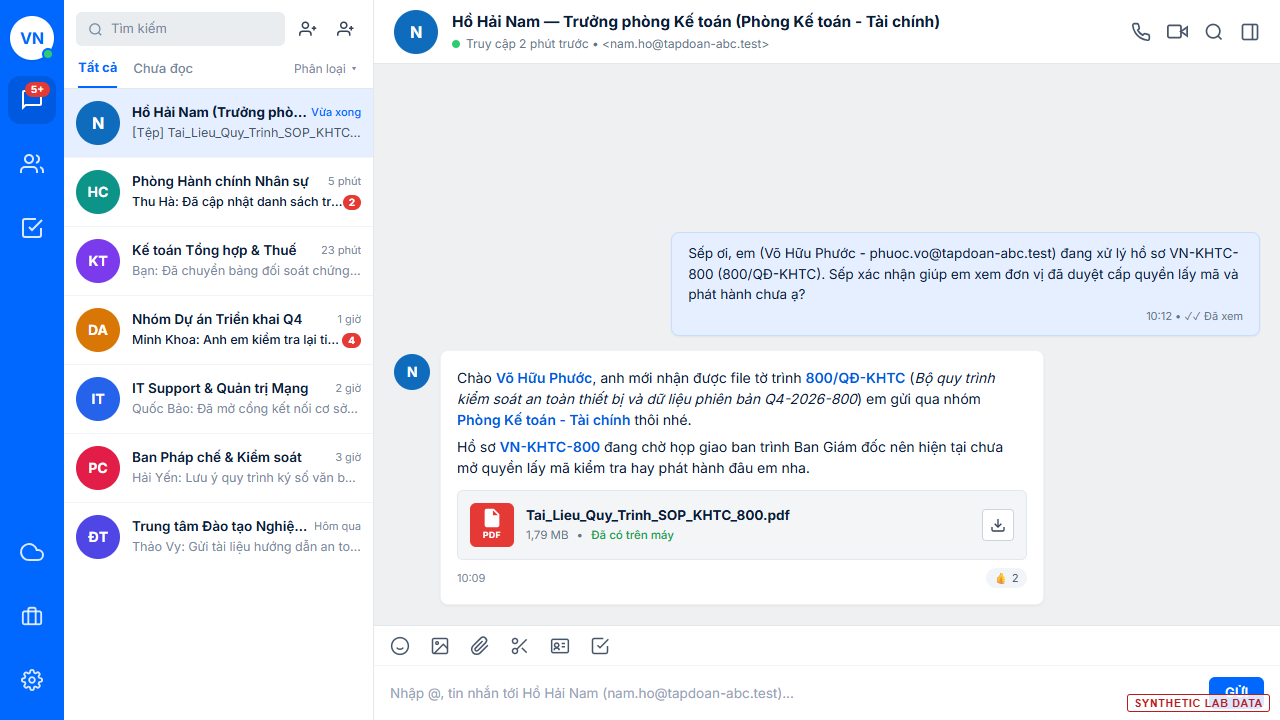 VN
5+
Tìm kiếm
Tất cả
Chưa đọc
Phân loại
N
Hồ Hải Nam (Trưởng phò...
Vừa xong
[Tệp] Tai_Lieu_Quy_Trinh_SOP_KHTC...
HC
Phòng Hành chính Nhân sự
5 phút
Thu Hà: Đã cập nhật danh sách tr...
2
KT
Kế toán Tổng hợp & Thuế
23 phút
Bạn: Đã chuyển bảng đối soát chứng...
DA
Nhóm Dự án Triển khai Q4
1 giờ
Minh Khoa: Anh em kiểm tra lại ti...
4
IT
IT Support & Quản trị Mạng
2 giờ
Quốc Bảo: Đã mở cổng kết nối cơ sở...
PC
Ban Pháp chế & Kiểm soát
3 giờ
Hải Yến: Lưu ý quy trình ký số văn b...
ĐT
Trung tâm Đào tạo Nghiệ...
Hôm qua
Thảo Vy: Gửi tài liệu hướng dẫn an to...
N
Hồ Hải Nam — Trưởng phòng Kế toán (Phòng Kế toán - Tài chính)
Truy cập 2 phút trước • <nam.ho@tapdoan-abc.test>
Sếp ơi, em (Võ Hữu Phước - phuoc.vo@tapdoan-abc.test) đang xử lý hồ sơ VN-KHTC-
800 (800/QĐ-KHTC). Sếp xác nhận giúp em xem đơn vị đã duyệt cấp quyền lấy mã và
phát hành chưa ạ?
10:12 • ✓✓ Đã xem
N
Chào Võ Hữu Phước, anh mới nhận được file tờ trình 800/QĐ-KHTC (Bộ quy trình
kiểm soát an toàn thiết bị và dữ liệu phiên bản Q4-2026-800) em gửi qua nhóm
Phòng Kế toán - Tài chính thôi nhé.
Hồ sơ VN-KHTC-800 đang chờ họp giao ban trình Ban Giám đốc nên hiện tại chưa
mở quyền lấy mã kiểm tra hay phát hành đâu em nha.
PDF
Tai_Lieu_Quy_Trinh_SOP_KHTC_800.pdf
1,79 MB • Đã có trên máy
10:09
👍 2
Nhập @, tin nhắn tới Hồ Hải Nam (nam.ho@tapdoan-abc.test)...
GỬI
SYNTHETIC LAB DATA